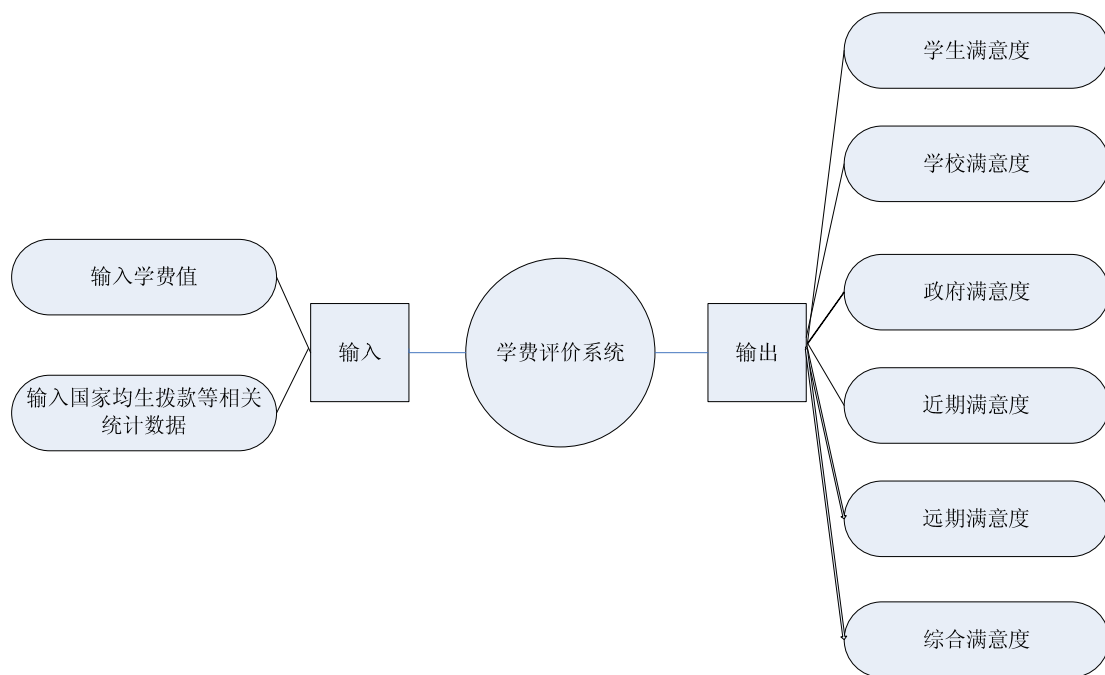 输入学费值
输入国家均生拨款等相关
统计数据
输入
学费评价系统
输出
学生满意度
学校满意度
政府满意度
近期满意度
远期满意度
综合满意度